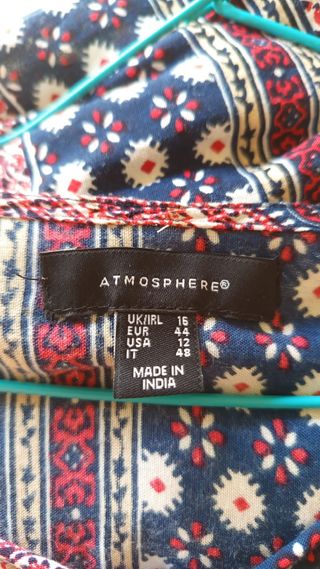 ATMOSPHERE®
UK/IRL 16
EUR 44
USA 12
IT 48
MADE IN
INDIA